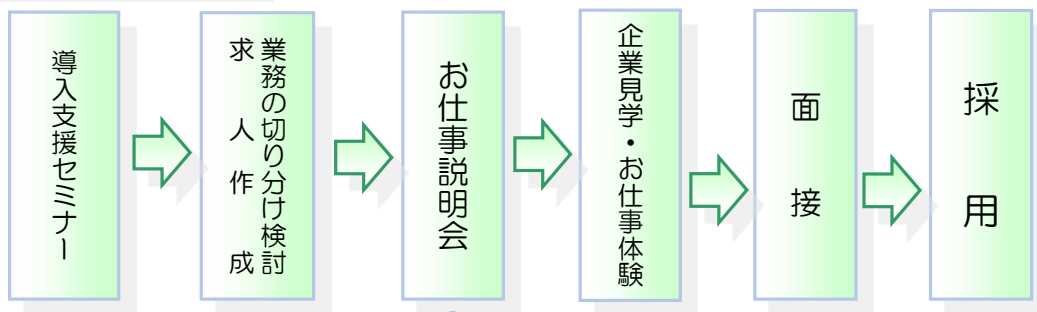 導入支援セミナー
業務の切り分け検討
求人作成
お仕事説明会
企業見学・お仕事体験
面接
採用